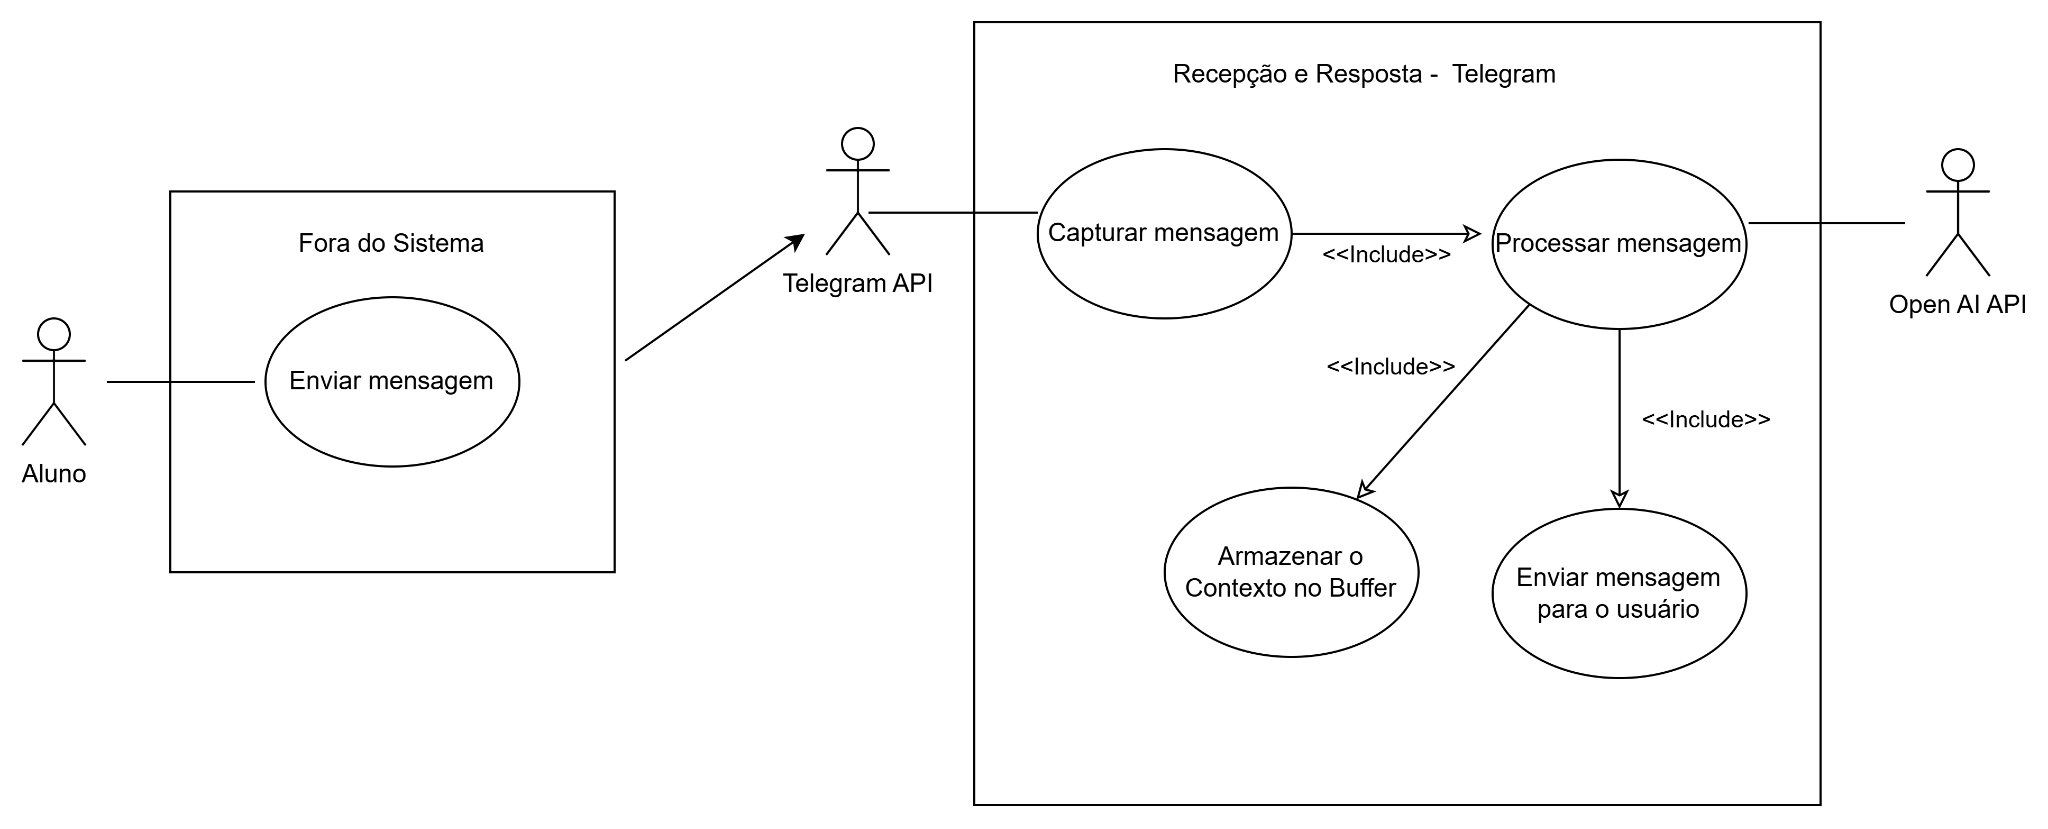 Recepção e Resposta -  Telegram
Fora do Sistema
Enviar mensagem
Aluno
Telegram API
Capturar mensagem
<<Include>>
Processar mensagem
Open AI API
<<Include>>
<<Include>>
Armazenar o
Contexto no Buffer
Enviar mensagem
para o usuário